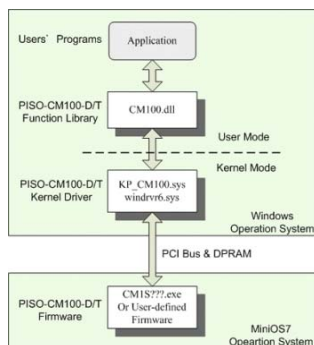 Users` Programs
Application
PISO-CM100-D/T
Function Library
CM100.dll
User Mode
Kernel Mode
PISO-CM100-D/T
Kernel Driver
KP_CM100.sys
windrvr6.sys
Windows
Operation System
PCI Bus & DPRAM
PISO-CM100-D/T
Firmware
CM1S???.exe
Or User-defined
Firmware
MiniOS7
Opeartion System